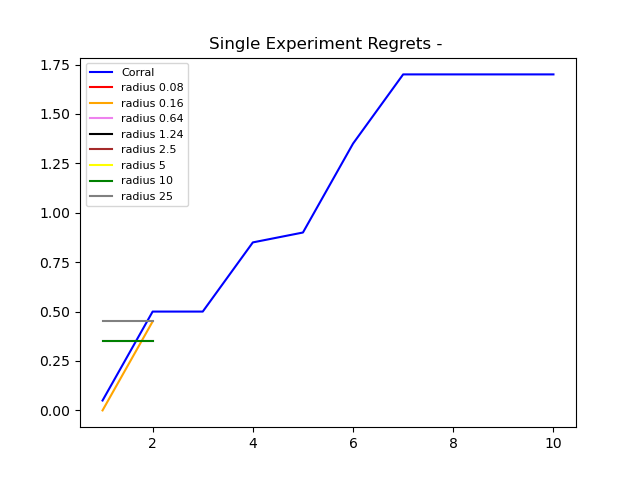 Single Experiment Regrets -
1.75
1.50
1.25
1.00
0.75
0.50
0.25
0.00
Corral
radius 0.08
radius 0.16
radius 0.64
radius 1.24
radius 2.5
radius 5
radius 10
radius 25
2 4 6 8 10